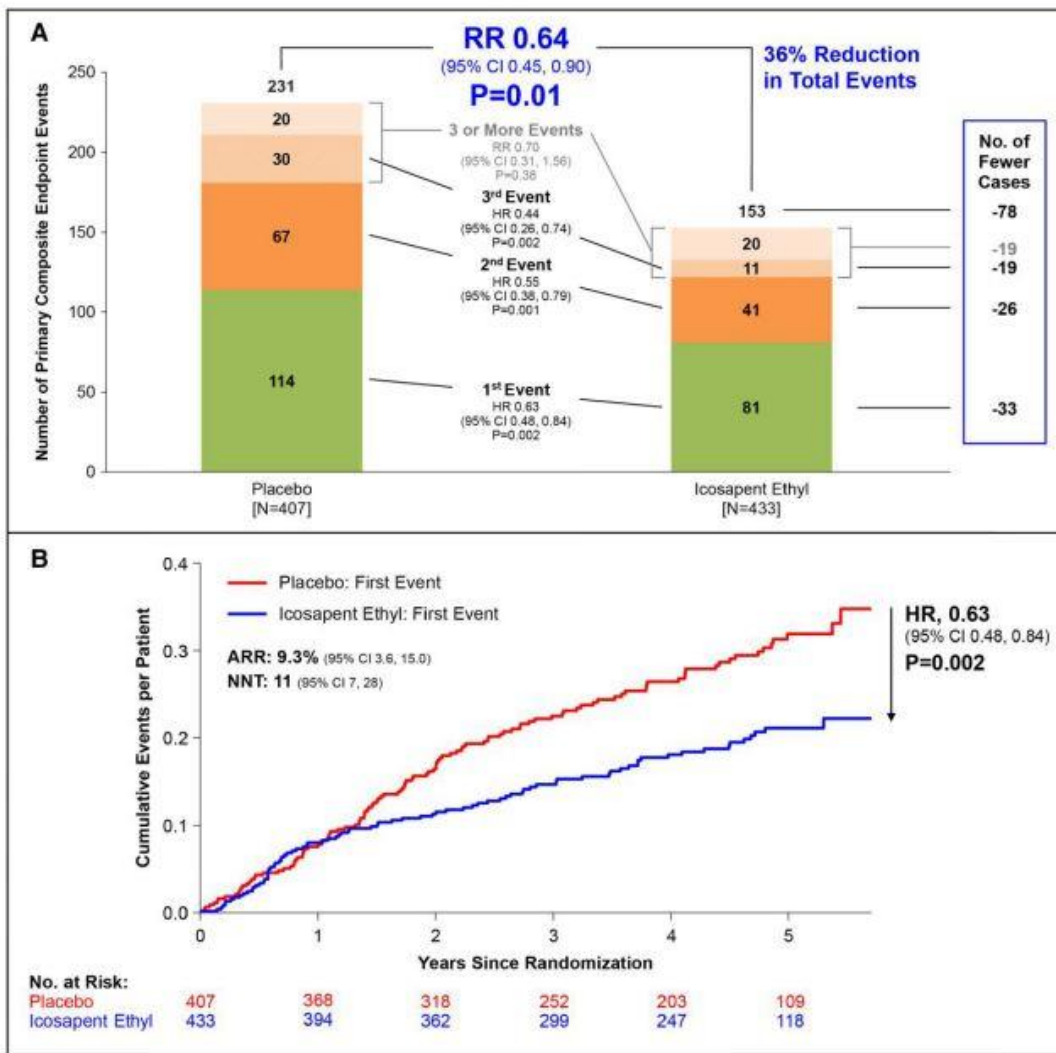 A
RR 0.64
(95% CI 0.45, 0.90)
P=0.01
36% Reduction
in Total Events
Number of Primary Composite Endpoint Events
250
200
150
100
50
0
231
20
30
67
114
3 or More Events
RR 0.70
(95% CI 0.31, 1.56)
P=0.38
3rd Event
HR 0.44
(95% CI 0.26, 0.74)
P=0.002
2nd Event
HR 0.55
(95% CI 0.38, 0.79)
P=0.001
1st Event
HR 0.63
(95% CI 0.48, 0.84)
P=0.002
153
20
11
41
81
No. of
Fewer
Cases
-78
-19
-19
-26
-33
Placebo
[N=407]
Icosapent Ethyl
[N=433]
B
Cumulative Events per Patient
0.4
0.3
0.2
0.1
0.0
Placebo: First Event
Icosapent Ethyl: First Event
ARR: 9.3% (95% CI 3.6, 15.0)
NNT: 11 (95% CI 7, 28)
HR, 0.63
(95% CI 0.48, 0.84)
P=0.002
0 1 2 3 4 5
Years Since Randomization
No. at Risk:
Placebo 407 368 318 252 203 109
Icosapent Ethyl 433 394 362 299 247 118